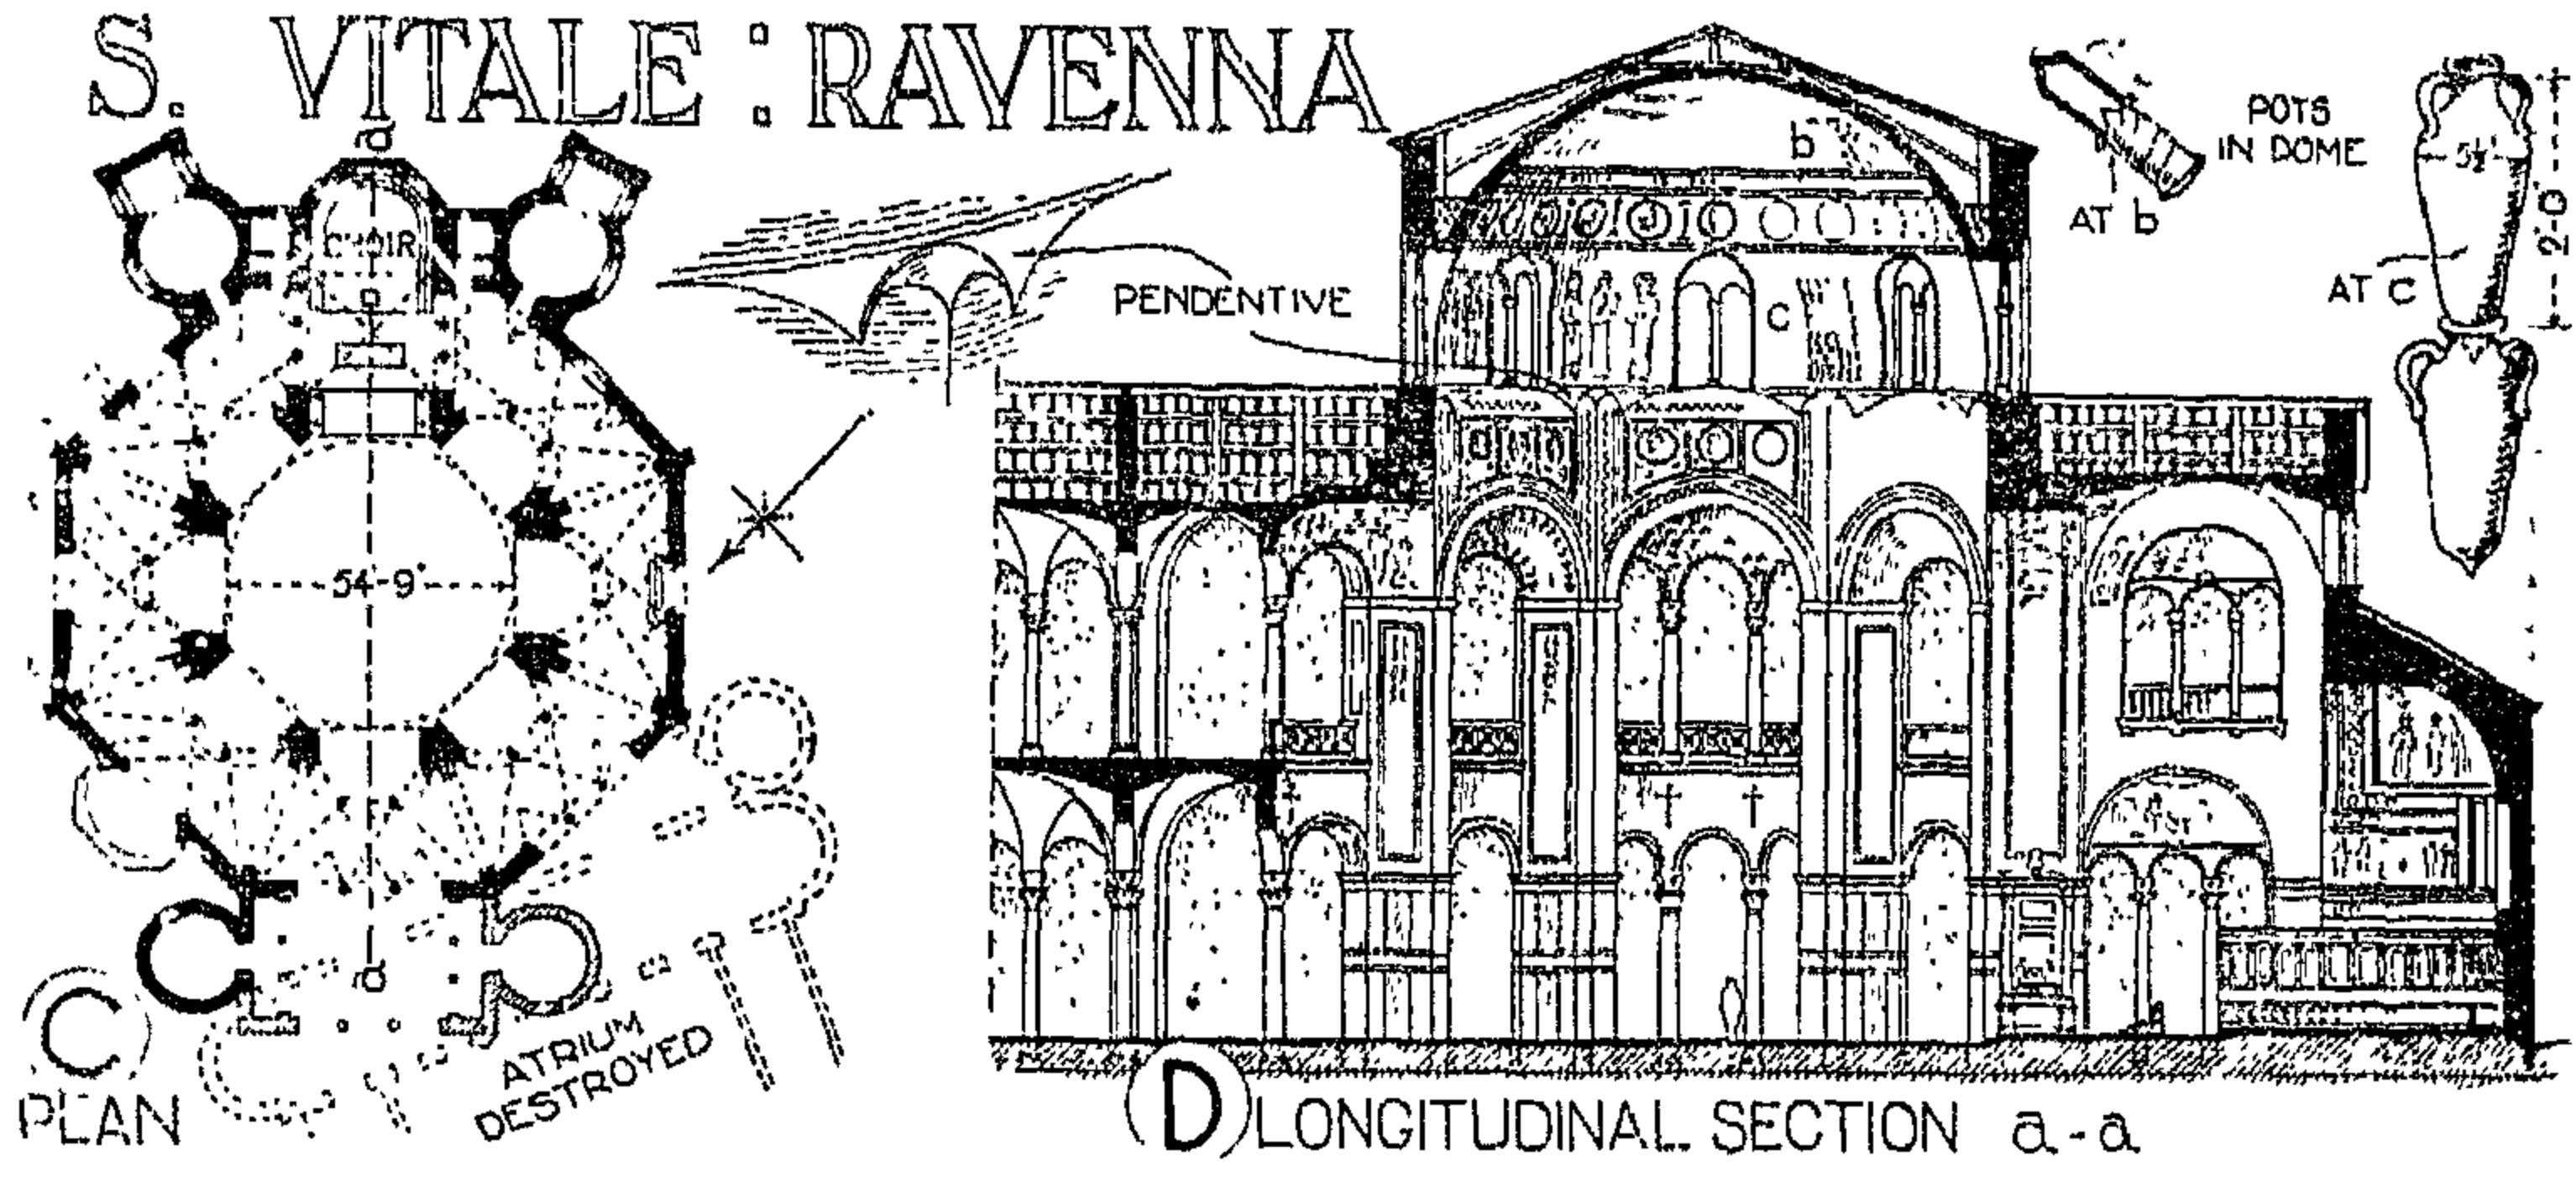 S. VITALE : RAVENNA
a
CHOIR
54-9"
a
C
PLAN
ATRIUM
DESTROYED
PENDENTIVE
b
c
POTS
IN DOME
AT b
5½"
2'-0"
AT C
D LONGITUDINAL SECTION a-a